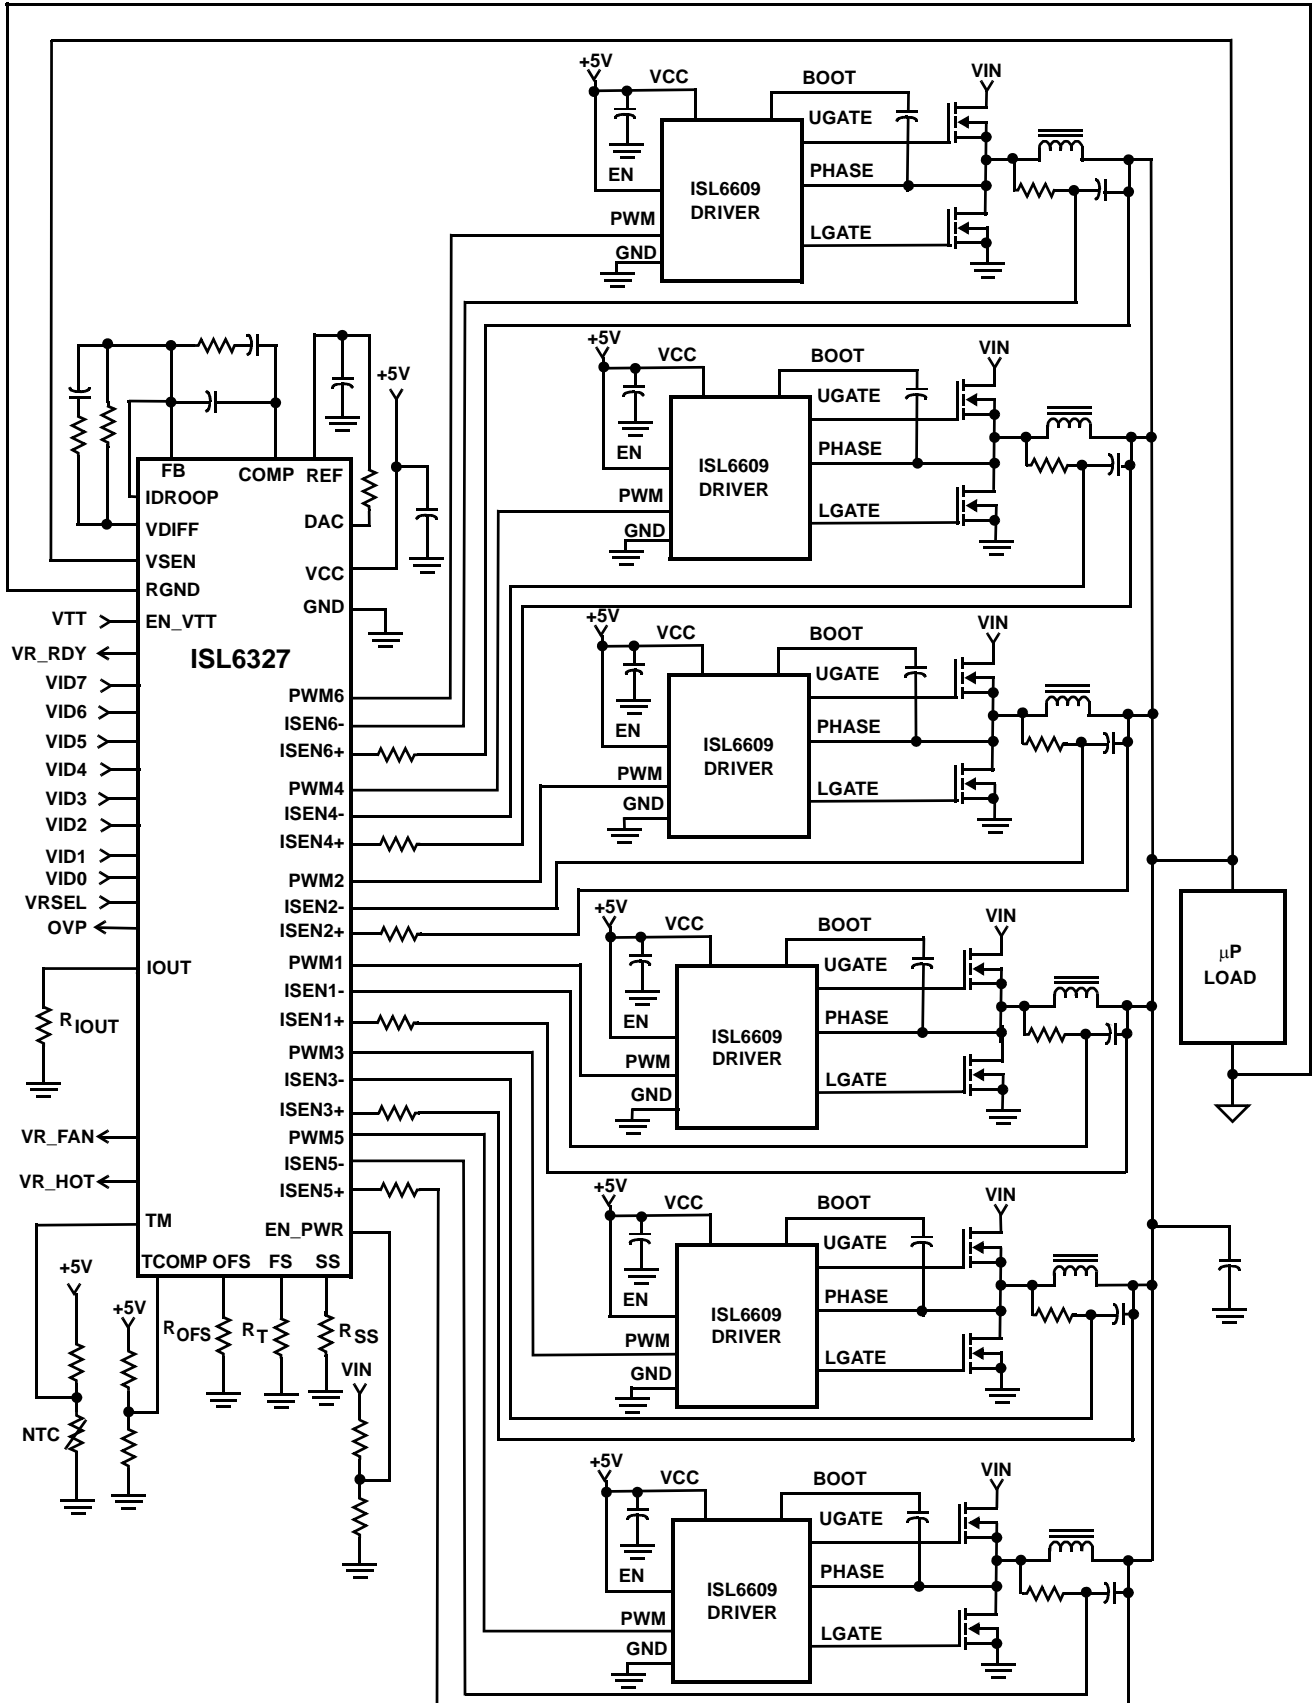 +5V
VCC
BOOT
VIN
UGATE
EN
PHASE
ISL6609
DRIVER
PWM
LGATE
GND
+5V
VCC
BOOT
VIN
UGATE
EN
PHASE
ISL6609
DRIVER
PWM
LGATE
GND
+5V
VCC
BOOT
VIN
UGATE
EN
PHASE
ISL6609
DRIVER
PWM
LGATE
GND
+5V
VCC
BOOT
VIN
UGATE
EN
PHASE
ISL6609
DRIVER
PWM
LGATE
GND
+5V
VCC
BOOT
VIN
UGATE
EN
PHASE
ISL6609
DRIVER
PWM
LGATE
GND
+5V
VCC
BOOT
VIN
UGATE
EN
PHASE
ISL6609
DRIVER
PWM
LGATE
GND
µP
LOAD
+5V
FB
COMP
REF
IDROOP
VDIFF
DAC
VSEN
VCC
RGND
GND
VTT
EN_VTT
VR_RDY
ISL6327
VID7
VID6
VID5
VID4
VID3
VID2
VID1
VID0
VRSEL
OVP
PWM6
ISEN6-
ISEN6+
PWM4
ISEN4-
ISEN4+
PWM2
ISEN2-
ISEN2+
PWM1
ISEN1-
ISEN1+
PWM3
ISEN3-
ISEN3+
PWM5
ISEN5-
ISEN5+
EN_PWR
IOUT
RIOUT
VR_FAN
VR_HOT
TM
TCOMP
OFS
FS
SS
+5V
+5V
ROFS
RT
RSS
VIN
NTC